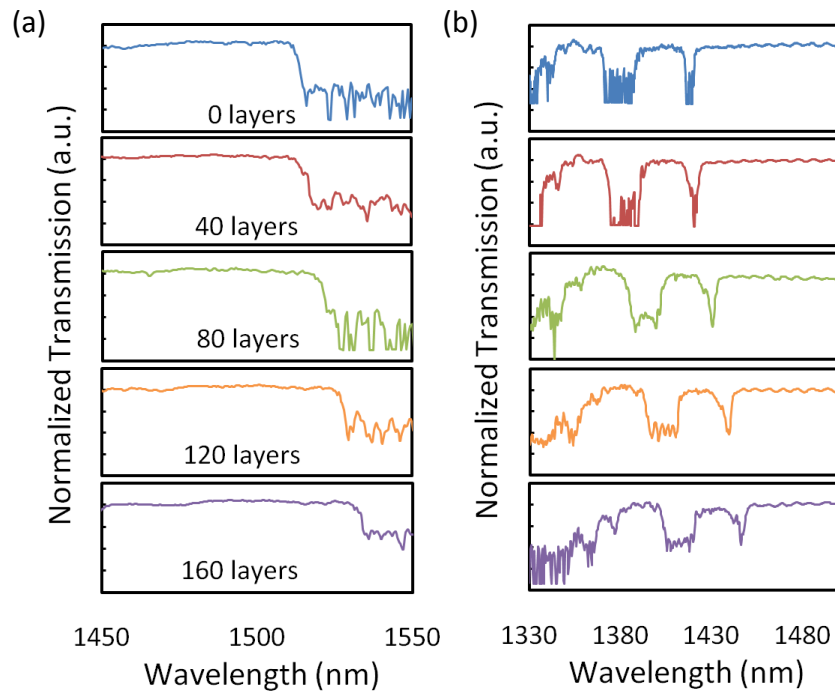 (a)
(b)
Normalized Transmission (a.u.)
0 layers
40 layers
80 layers
120 layers
160 layers
1450 1500 1550
Wavelength (nm)
Normalized Transmission (a.u.)
1330 1380 1430 1480
Wavelength (nm)